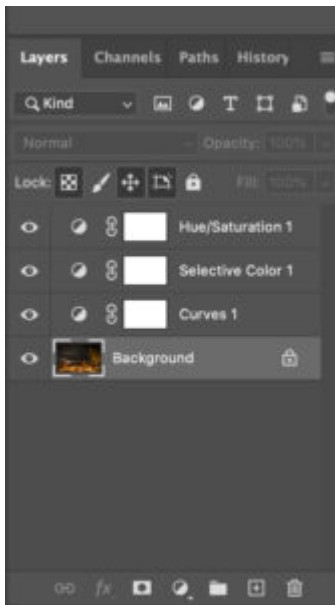 Layers Channels Paths History
Kind
Normal Opacity: 100%
Lock: Fill: 100%
Hue/Saturation 1
Selective Color 1
Curves 1
Background
fx